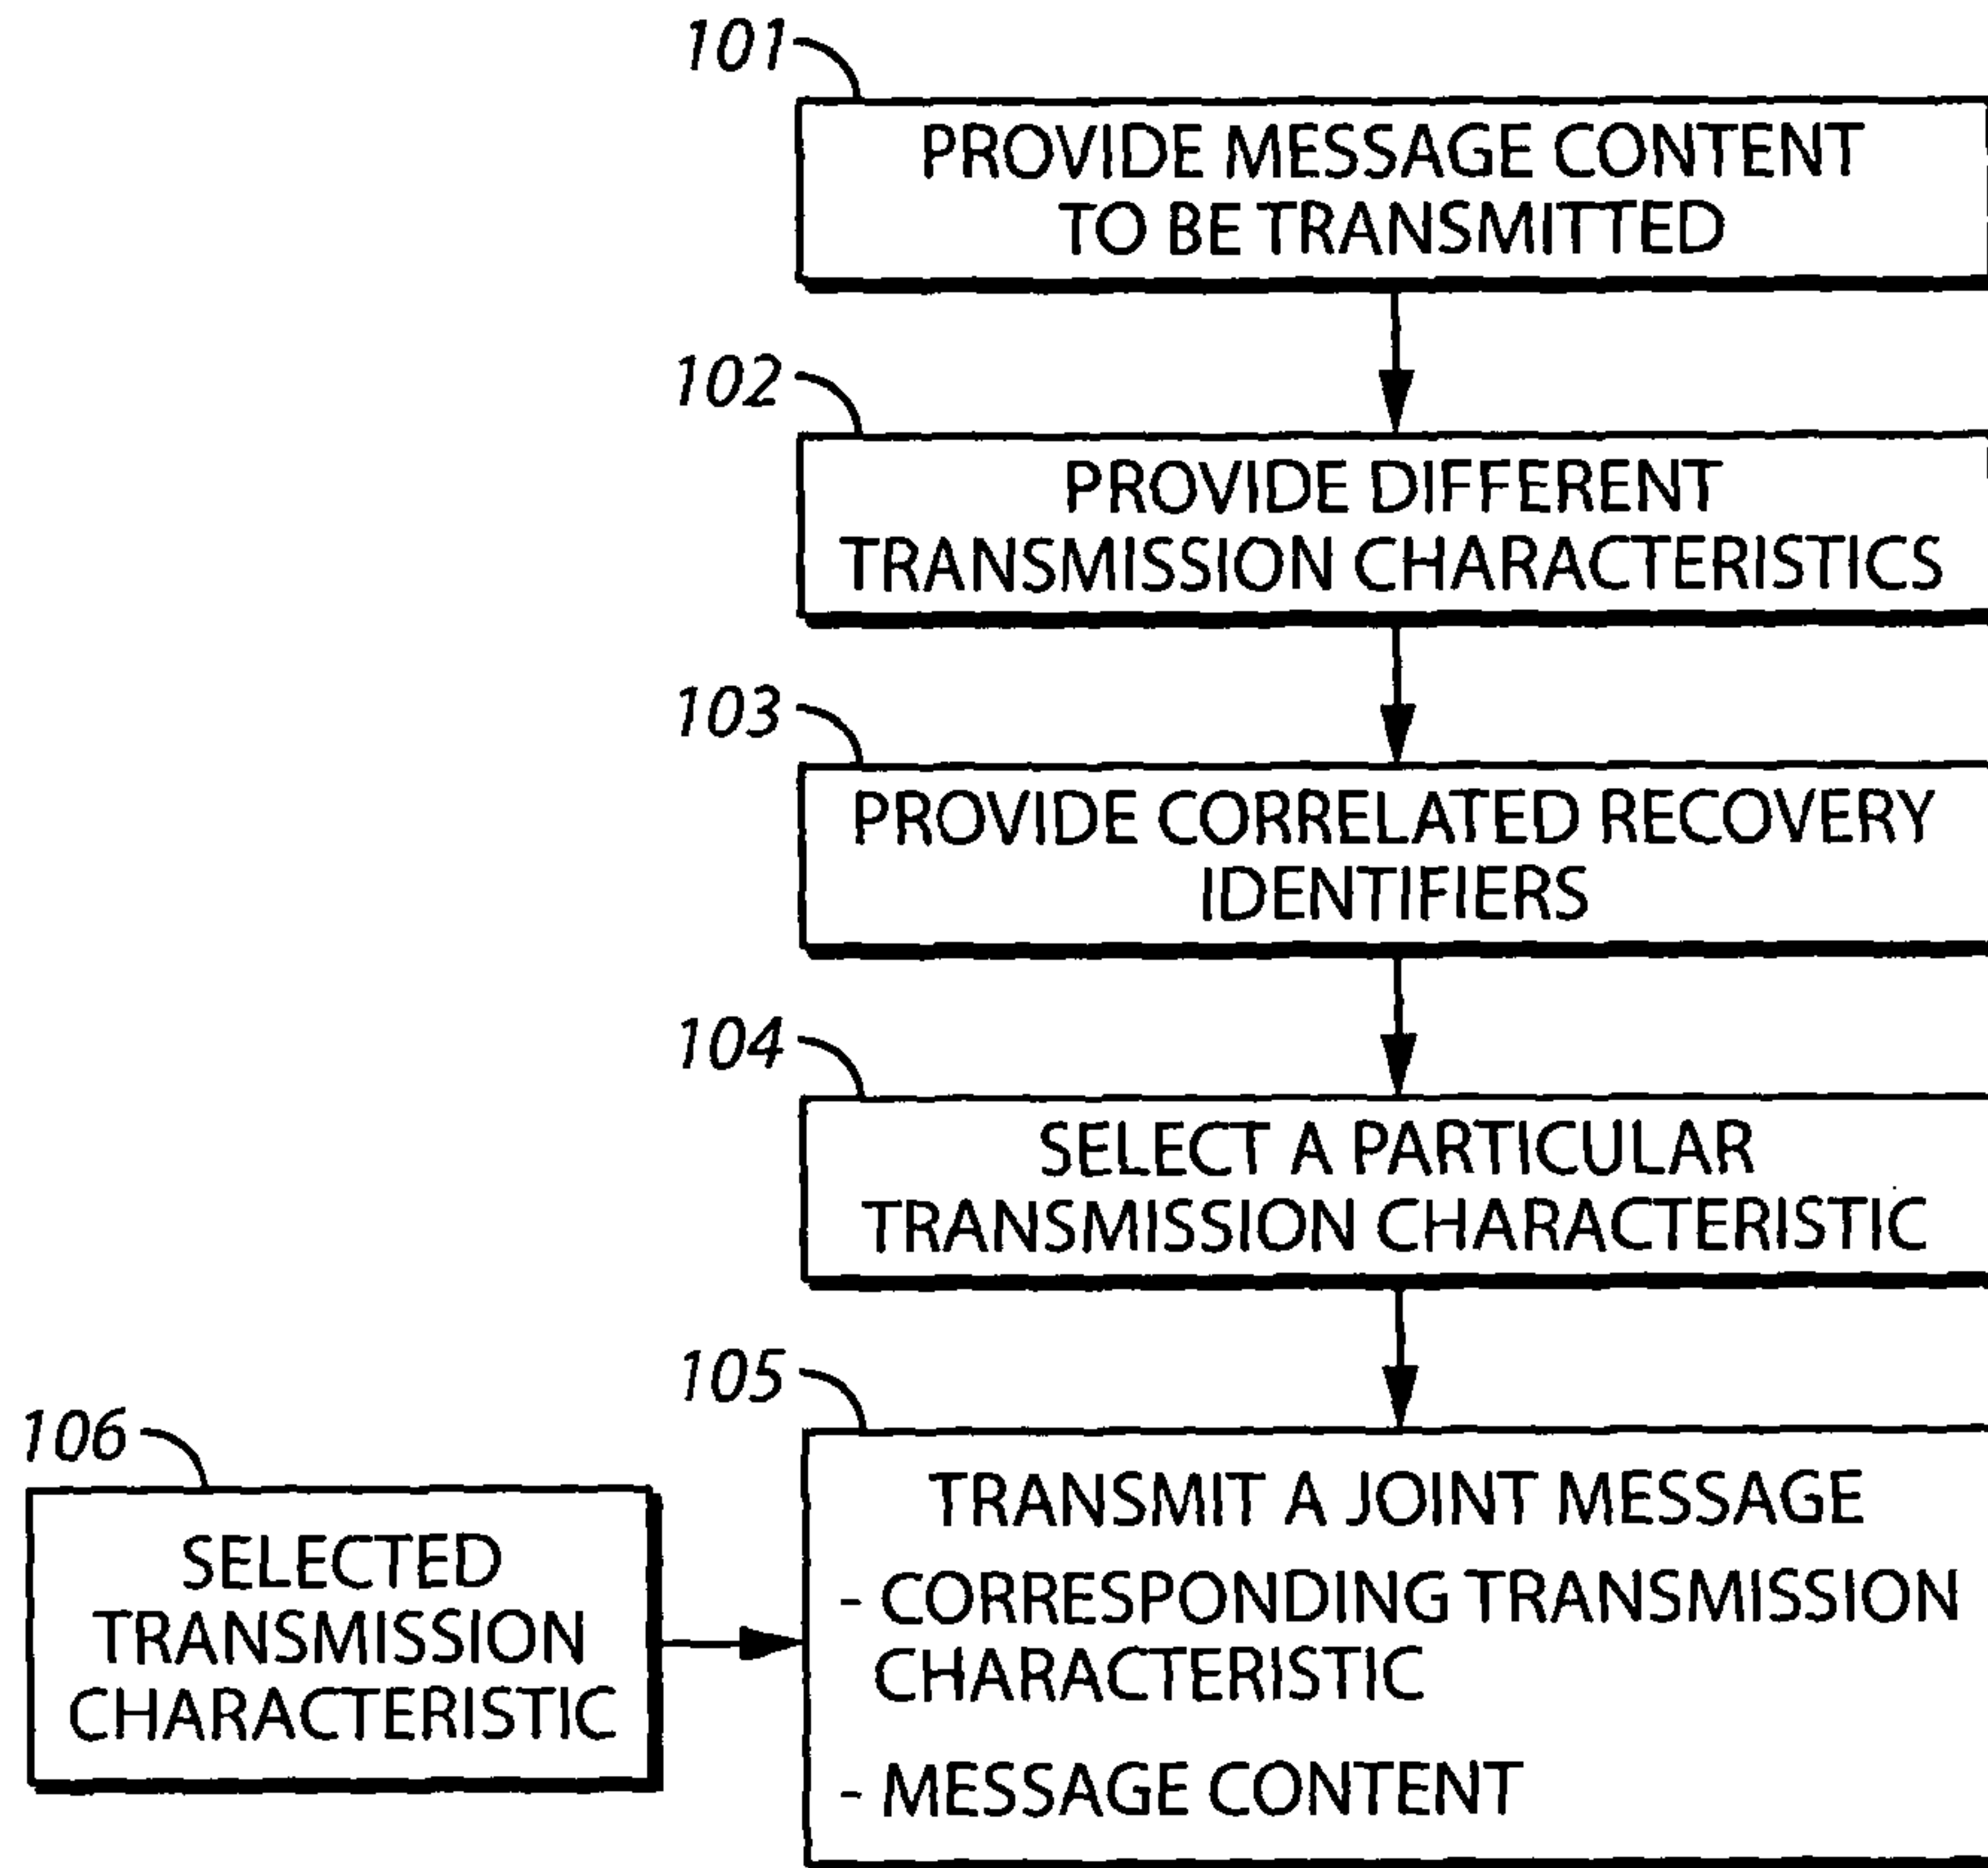 101
PROVIDE MESSAGE CONTENT
TO BE TRANSMITTED
102
PROVIDE DIFFERENT
TRANSMISSION CHARACTERISTICS
103
PROVIDE CORRELATED RECOVERY
IDENTIFIERS
104
SELECT A PARTICULAR
TRANSMISSION CHARACTERISTIC
105
TRANSMIT A JOINT MESSAGE
- CORRESPONDING TRANSMISSION
CHARACTERISTIC
- MESSAGE CONTENT
106
SELECTED
TRANSMISSION
CHARACTERISTIC